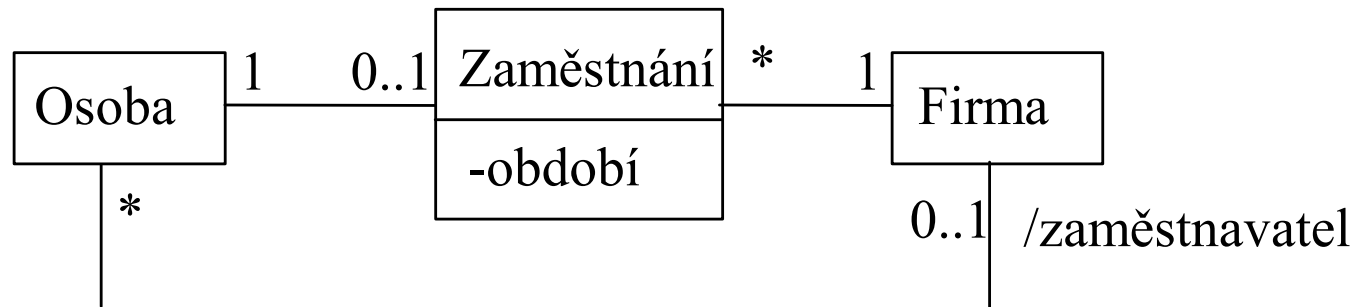 1 0..1 Zaměstnání * 1
Osoba Firma
-období
* 0..1 /zaměstnavatel